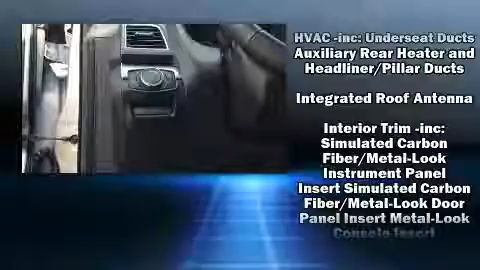 HVAC -inc: Underseat Ducts
Auxiliary Rear Heater and
Headliner/Pillar Ducts
Integrated Roof Antenna
Interior Trim -inc:
Simulated Carbon
Fiber/Metal-Look
Instrument Panel
Insert Simulated Carbon
Fiber/Metal-Look Door
Panel Insert Metal-Look
Console Insert